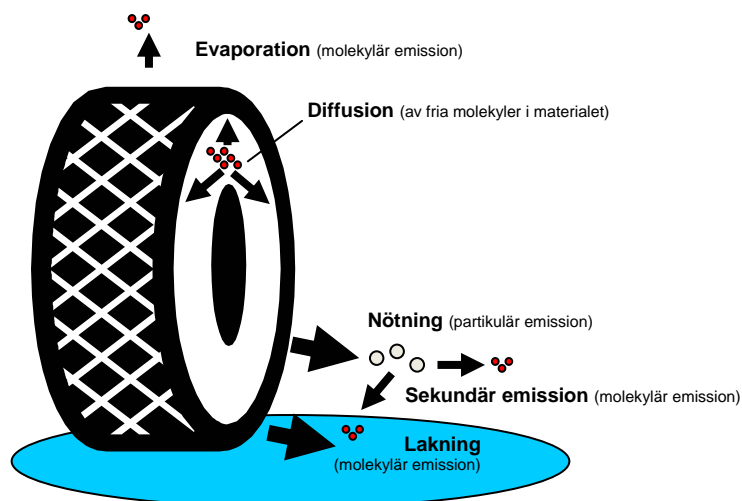 Evaporation (molekylär emission)
Diffusion (av fria molekyler i materialet)
Nötning (partikulär emission)
Sekundär emission (molekylär emission)
Lakning
(molekylär emission)